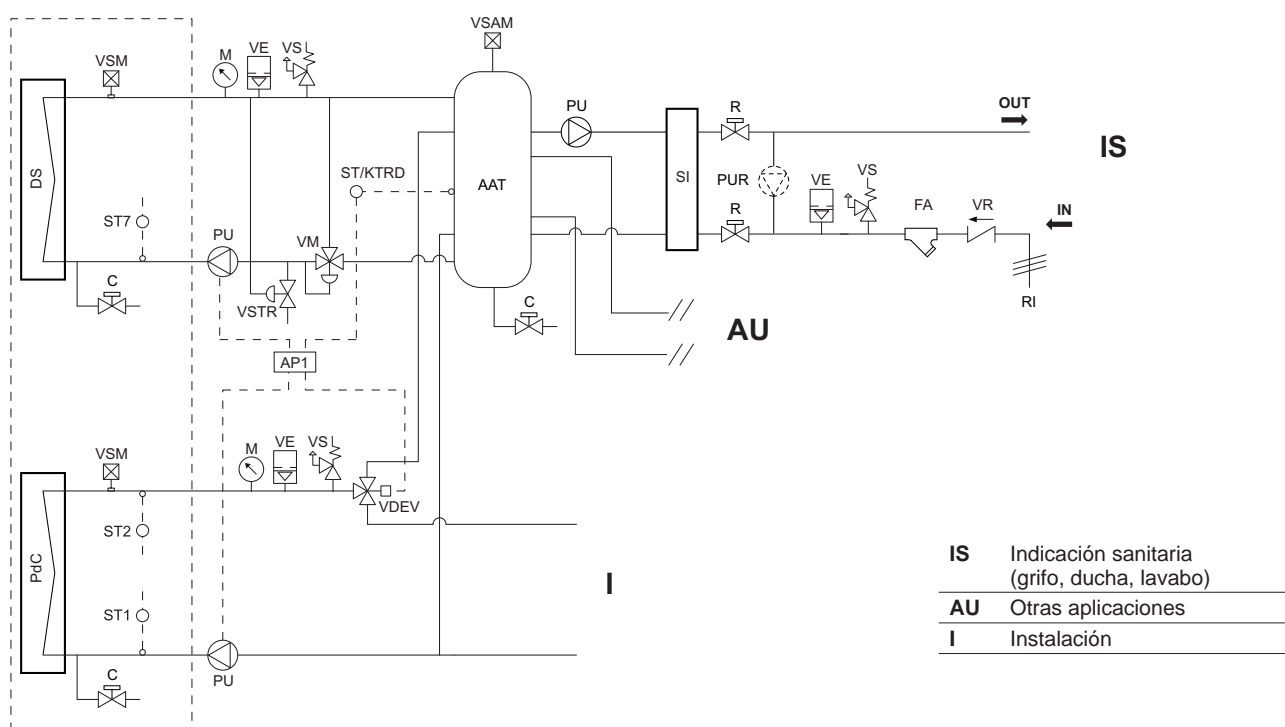 VSAM
VSM
M
VE
VS
PU
R
OUT
IS
DS
ST/KTRD
AAT
SI
PUR
VE
VS
FA
VR
IN
ST7
PU
VM
R
C
VSTR
C
RI
AU
AP1
VSM
M
VE
VS
VDEV
ST2
PdC
I
ST1
C
PU
IS Indicación sanitaria
(grifo, ducha, lavabo)
AU Otras aplicaciones
I Instalación